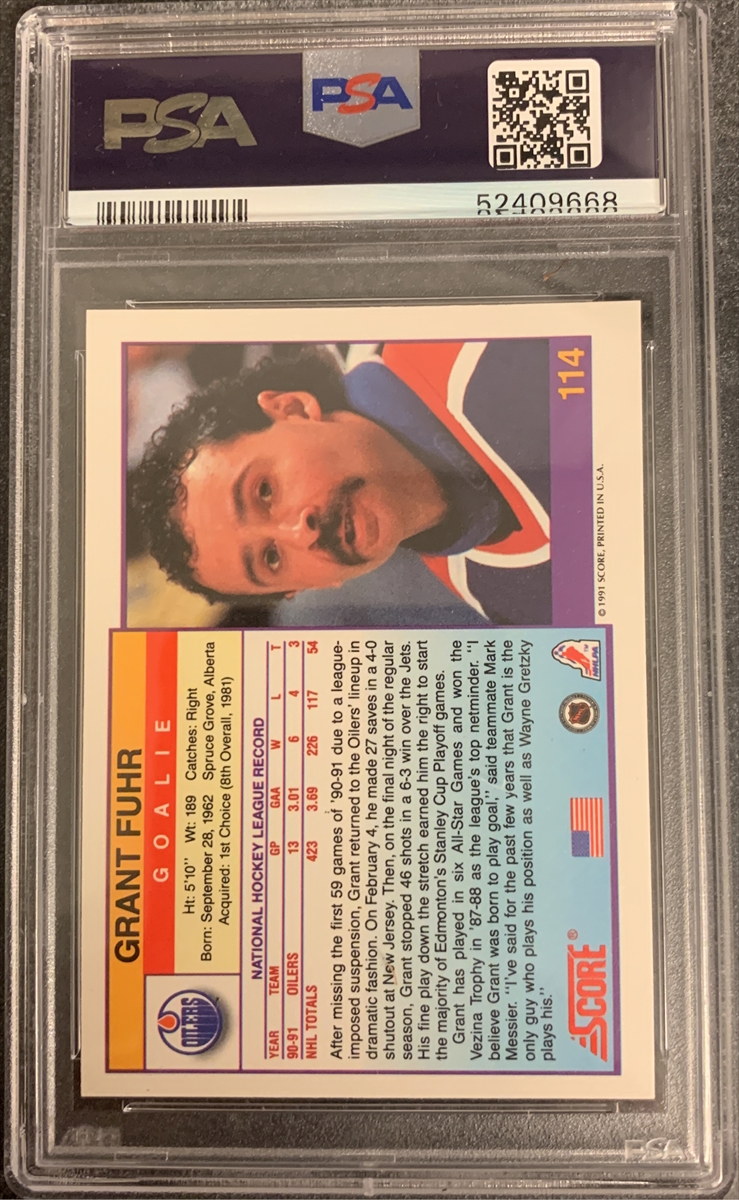 PSA
PSA
52409668
GRANT FUHR
GOALIE
OILERS
Ht: 5'10" Wt: 189 Catches: Right
Born: September 28, 1962 Spruce Grove, Alberta
Acquired: 1st Choice (8th Overall, 1981)
NATIONAL HOCKEY LEAGUE RECORD
YEAR TEAM GP GAA W L T
90-91 OILERS 13 3.01 6 4 3
NHL TOTALS 423 3.69 226 117 54
After missing the first 59 games of '90-91 due to a league-
imposed suspension, Grant returned to the Oilers' lineup in
dramatic fashion. On February 4, he made 27 saves in a 4-0
shutout at New Jersey. Then, on the final night of the regular
season, Grant stopped 46 shots in a 6-3 win over the Jets.
His fine play down the stretch earned him the right to start
the majority of Edmonton's Stanley Cup Playoff games.
Grant has played in six All-Star Games and won the
Vezina Trophy in '87-88 as the league's top netminder. "I
believe Grant was born to play goal," said teammate Mark
Messier. "I've said for the past few years that Grant is the
only guy who plays his position as well as Wayne Gretzky
plays his."
SCORE®
NHL
NHLPA
TM
114
© 1991 SCORE, PRINTED IN U.S.A.
PSA